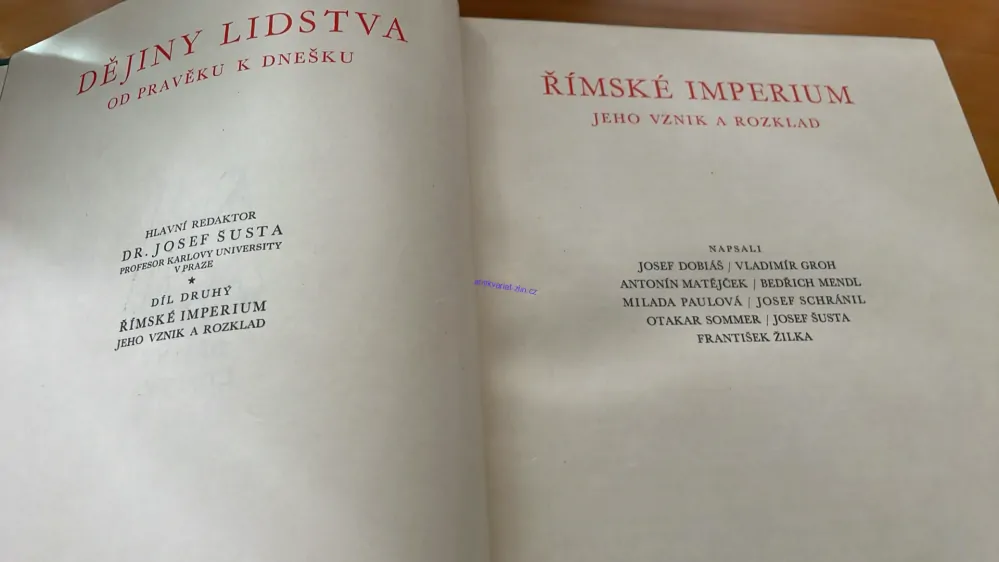 DĚJINY LIDSTVA
OD PRAVĚKU K DNEŠKU
HLAVNÍ REDAKTOR
DR. JOSEF ŠUSTA
PROFESOR KARLOVY UNIVERSITY
V PRAZE
★
DÍL DRUHÝ
ŘÍMSKÉ IMPERIUM
JEHO VZNIK A ROZKLAD
ŘÍMSKÉ IMPERIUM
JEHO VZNIK A ROZKLAD
NAPSALI
JOSEF DOBIÁŠ / VLADIMÍR GROH
ANTONÍN MATĚJČEK / BEDŘICH MENDL
MILADA PAULOVÁ / JOSEF SCHRÁNIL
OTAKAR SOMMER / JOSEF ŠUSTA
FRANTIŠEK ŽILKA